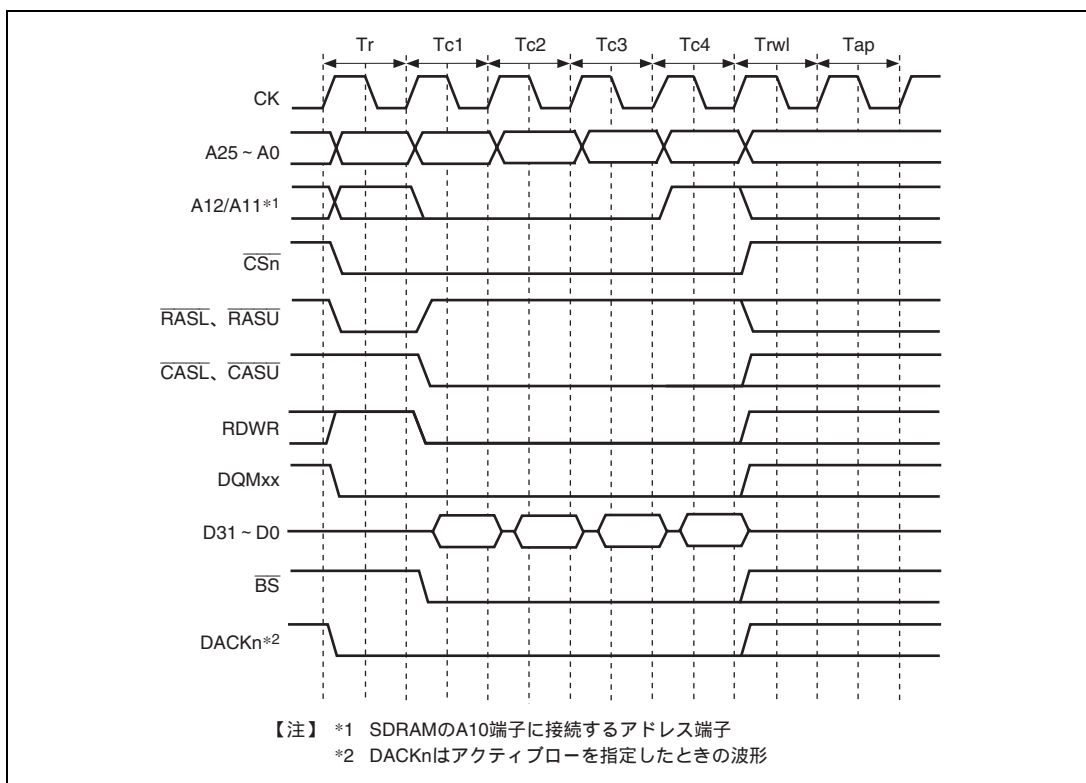 Tr Tc1 Tc2 Tc3 Tc4 Trwl Tap
CK
A25～A0
A12/A11*1
CSn
RASL、RASU
CASL、CASU
RDWR
DQMxx
D31～D0
BS
DACKn*2
【注】 *1 SDRAMのA10端子に接続するアドレス端子
*2 DACKnはアクティブローを指定したときの波形